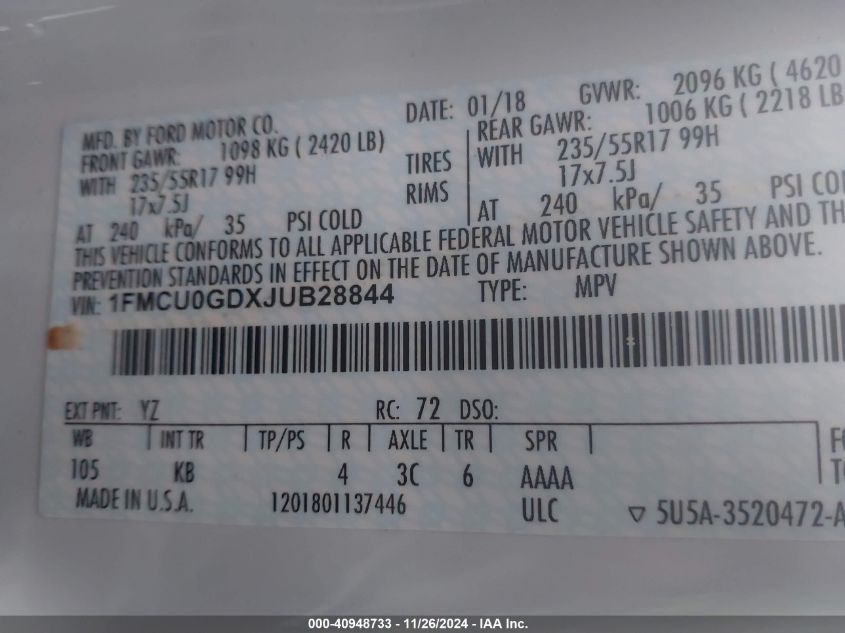 MFD. BY FORD MOTOR CO. DATE: 01/18 GVWR: 2096 KG ( 4620
FRONT GAWR: 1098 KG ( 2420 LB) REAR GAWR: 1006 KG ( 2218 LB
WITH 235/55R17 99H TIRES WITH 235/55R17 99H
17x7.5J RIMS 17x7.5J
AT 240 kPa/ 35 PSI COLD AT 240 kPa/ 35 PSI CO
THIS VEHICLE CONFORMS TO ALL APPLICABLE FEDERAL MOTOR VEHICLE SAFETY AND TH
PREVENTION STANDARDS IN EFFECT ON THE DATE OF MANUFACTURE SHOWN ABOVE.
VIN: 1FMCU0GDXJUB28844 TYPE: MPV
EXT PNT: YZ RC: 72 DSO:
WB INT TR TP/PS R AXLE TR SPR
105 KB 4 3C 6 AAAA
MADE IN U.S.A. 1201801137446 ULC ▽ 5U5A-3520472-A
000-40948733 - 11/26/2024 - IAA Inc.